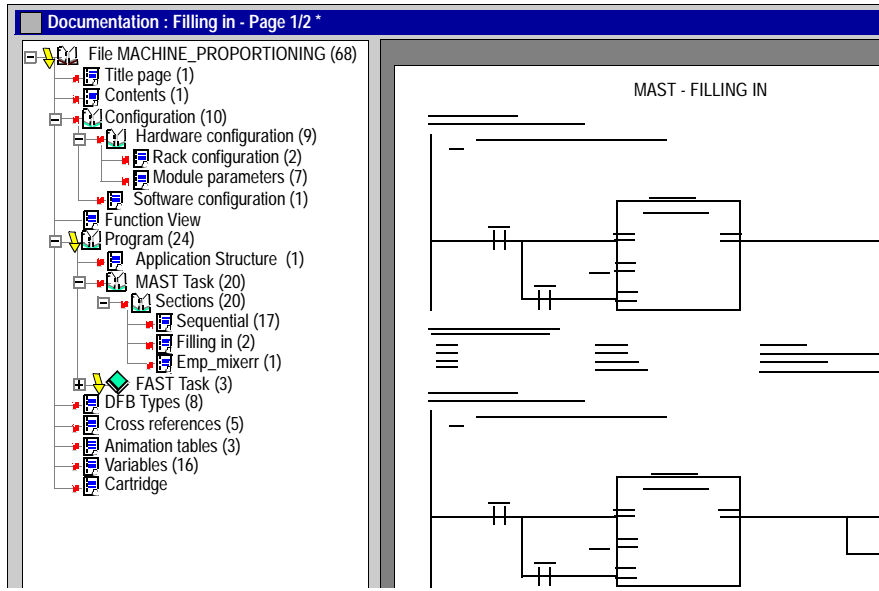 Documentation : Filling in - Page 1/2 *
File MACHINE_PROPORTIONING (68)
Title page (1)
Contents (1)
Configuration (10)
Hardware configuration (9)
Rack configuration (2)
Module parameters (7)
Software configuration (1)
Function View
Program (24)
Application Structure (1)
MAST Task (20)
Sections (20)
Sequential (17)
Filling in (2)
Emp_mixerr (1)
FAST Task (3)
DFB Types (8)
Cross references (5)
Animation tables (3)
Variables (16)
Cartridge
MAST - FILLING IN